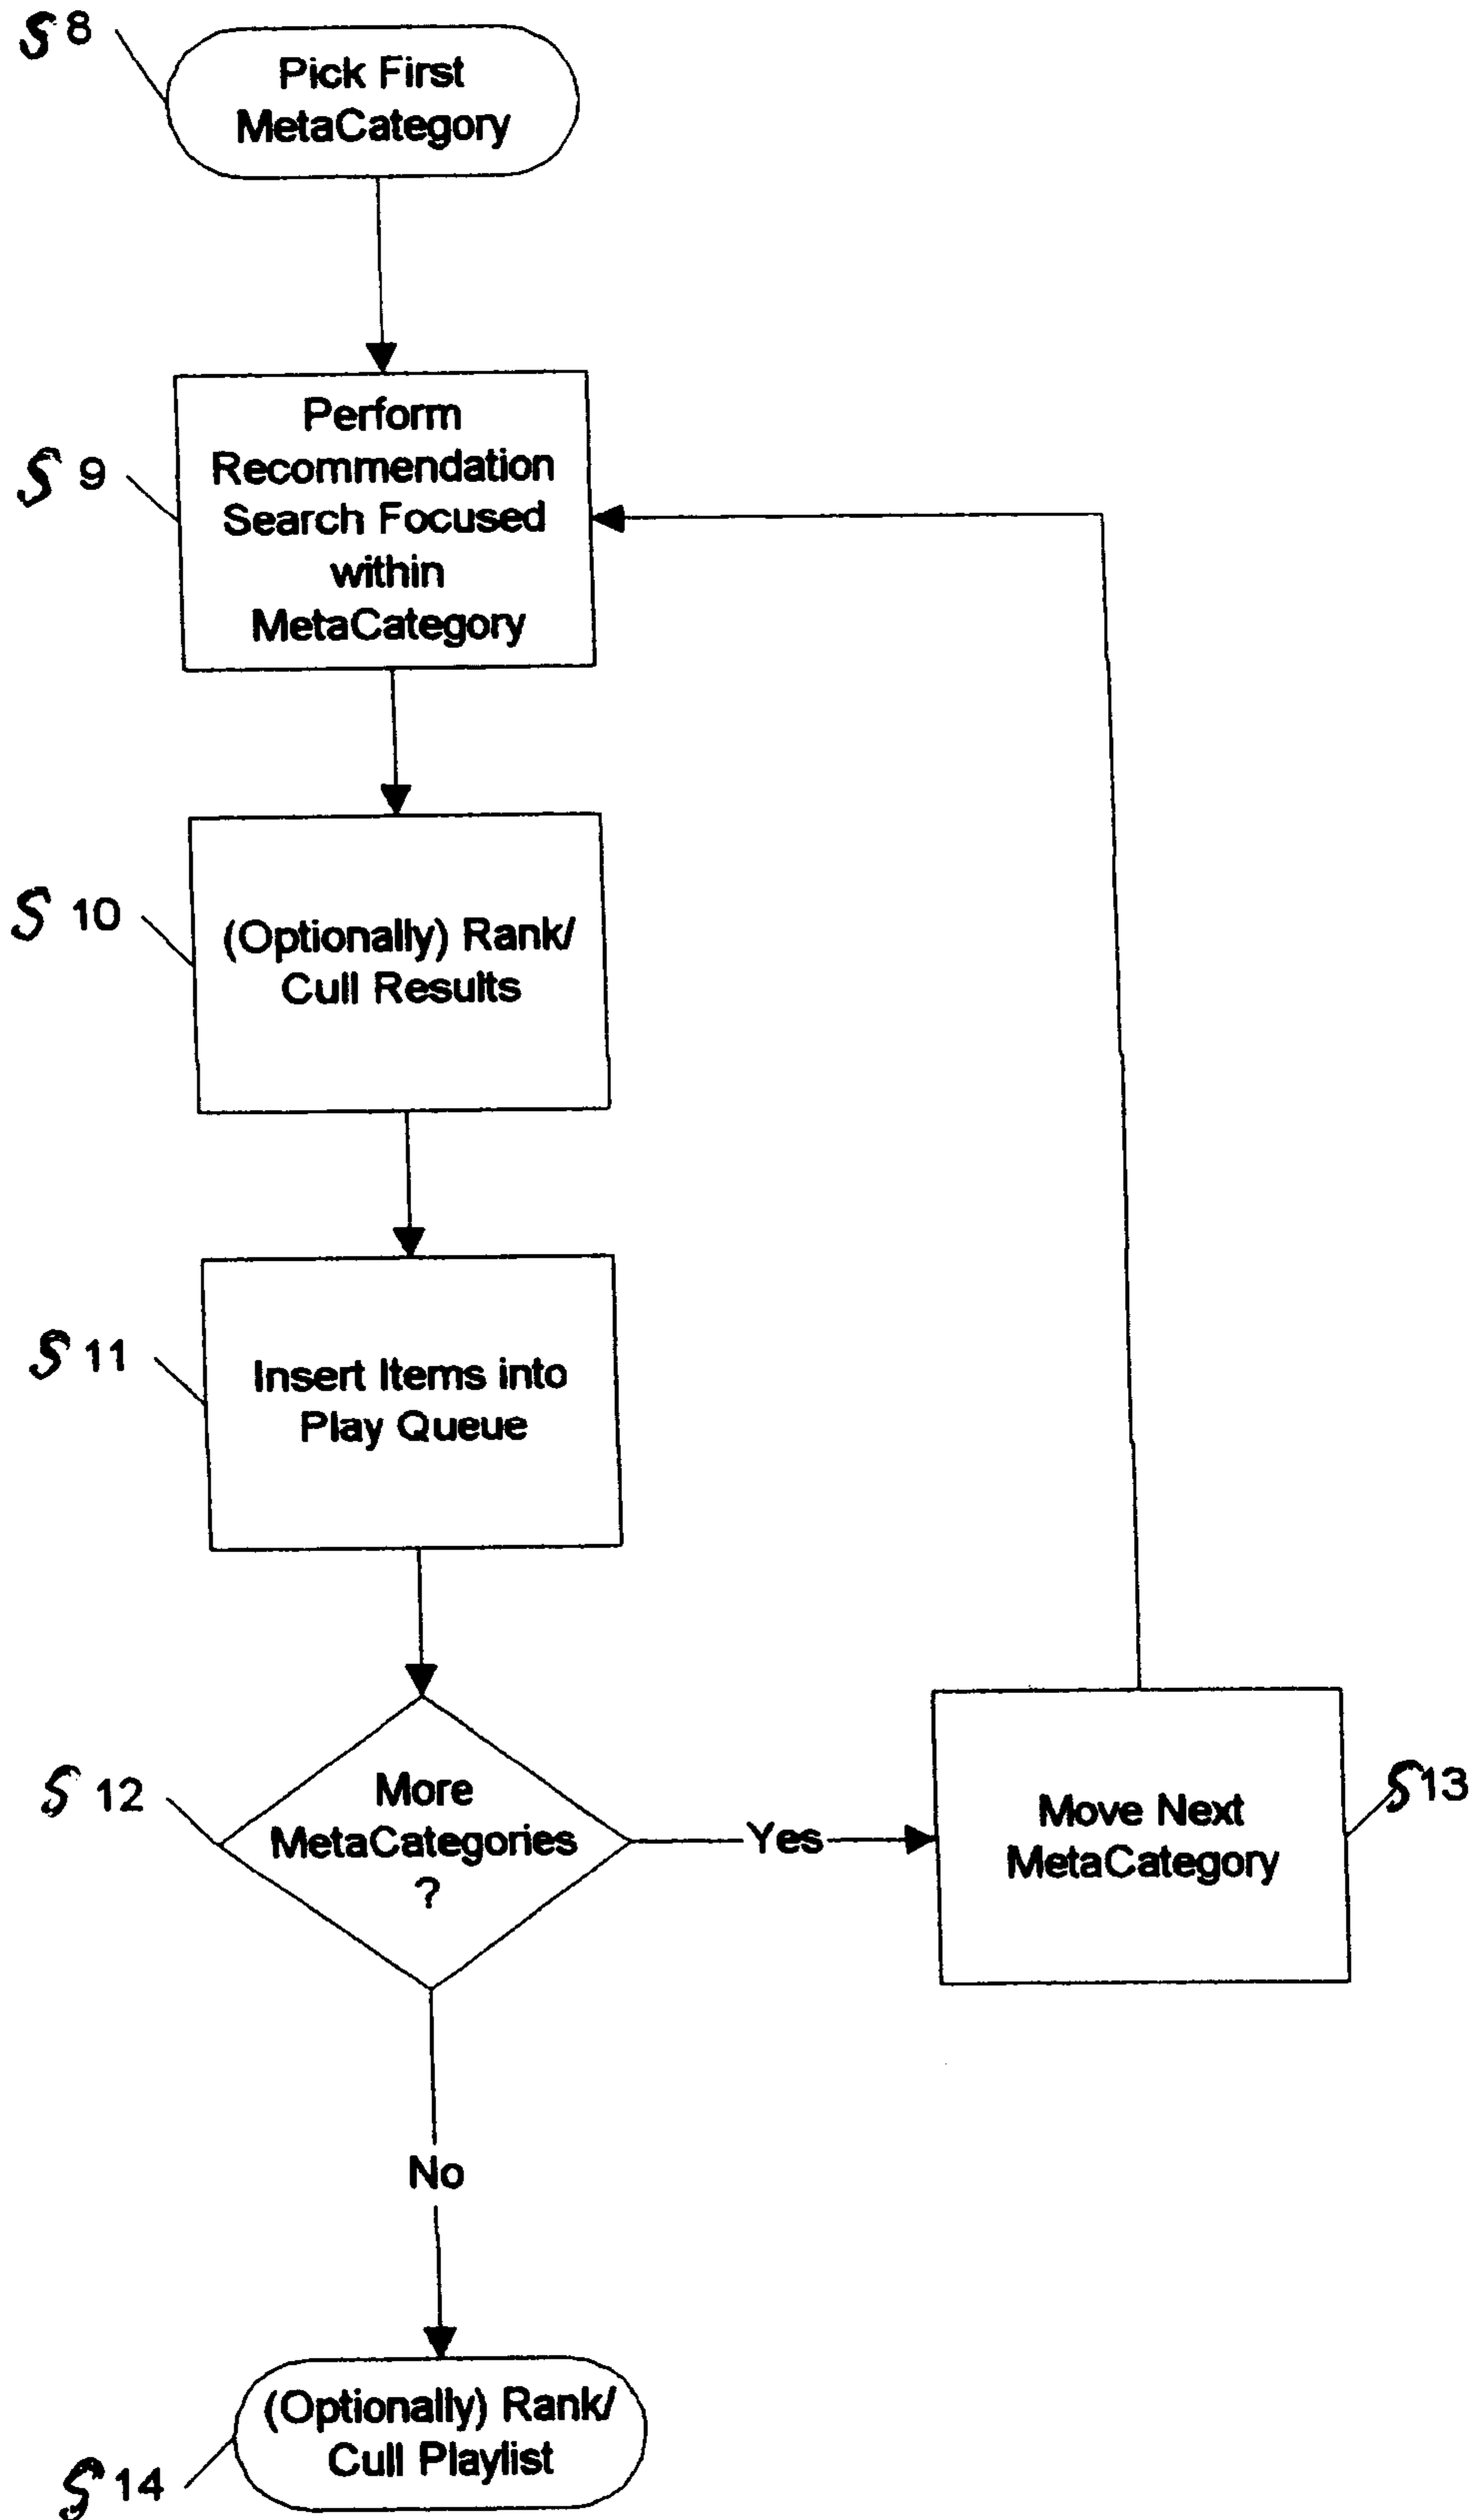 S8
Pick First
MetaCategory
S9
Perform
Recommendation
Search Focused
within
MetaCategory
S10
(Optionally) Rank/
Cull Results
S11
Insert Items into
Play Queue
S12
More
MetaCategories
?
Yes
S13
Move Next
MetaCategory
No
S14
(Optionally) Rank/
Cull Playlist